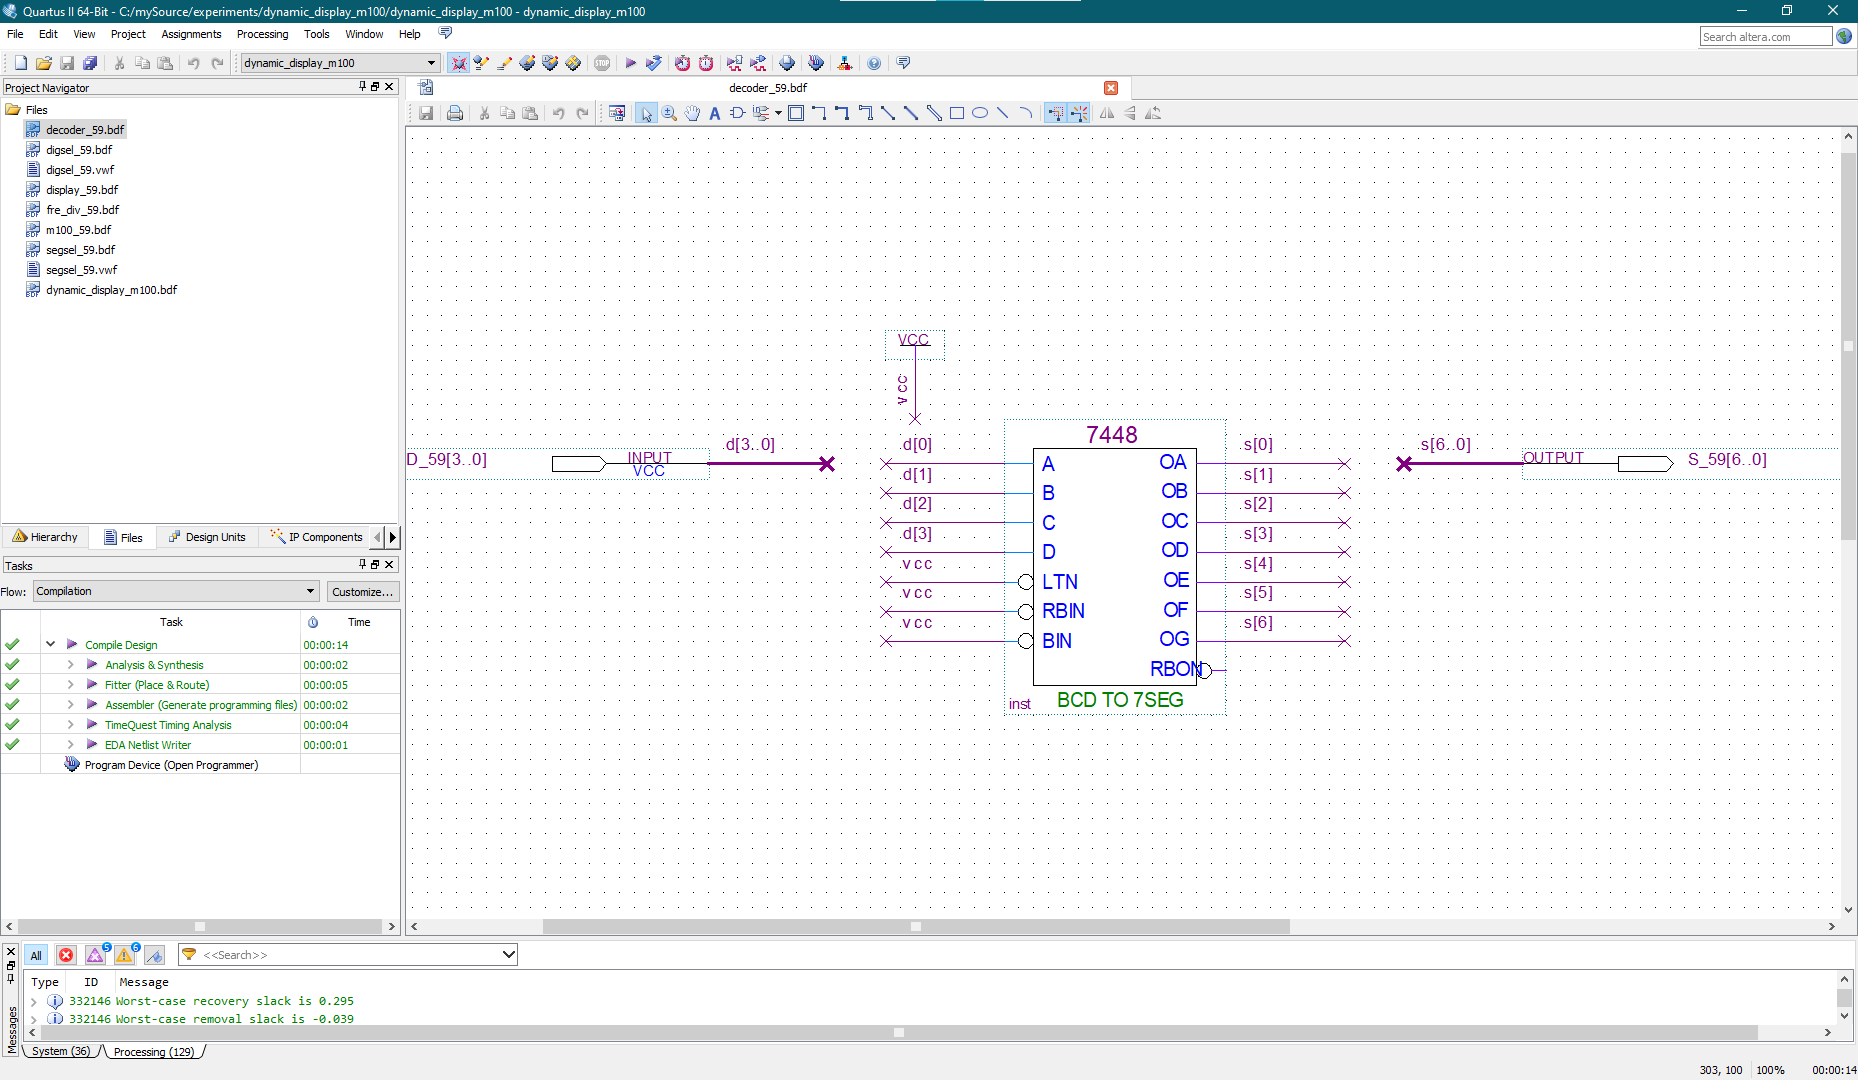 Quartus II 64-Bit - C:/mySource/experiments/dynamic_display_m100/dynamic_display_m100 - dynamic_display_m100
File Edit View Project Assignments Processing Tools Window Help
Search altera.com
dynamic_display_m100
STOP
Project Navigator
decoder_59.bdf
Files
decoder_59.bdf
digsel_59.bdf
digsel_59.vwf
display_59.bdf
fre_div_59.bdf
m100_59.bdf
segsel_59.bdf
segsel_59.vwf
dynamic_display_m100.bdf
Hierarchy Files Design Units IP Components
Tasks
Flow: Compilation Customize...
Task Time
Compile Design 00:00:14
Analysis & Synthesis 00:00:02
Fitter (Place & Route) 00:00:05
Assembler (Generate programming files) 00:00:02
TimeQuest Timing Analysis 00:00:04
EDA Netlist Writer 00:00:01
Program Device (Open Programmer)
VCC
vcc
D_59[3..0] INPUT VCC d[3..0]
d[0]
d[1]
d[2]
d[3]
vcc
vcc
vcc
7448
A OA
B OB
C OC
D OD
LTN OE
RBIN OF
BIN OG
RBON
inst BCD TO 7SEG
s[0]
s[1]
s[2]
s[3]
s[4]
s[5]
s[6]
s[6..0] OUTPUT S_59[6..0]
All 5 6 <<Search>>
Type ID Message
332146 Worst-case recovery slack is 0.295
332146 Worst-case removal slack is -0.039
Messages
System (36) Processing (129)
303, 100 100% 00:00:14